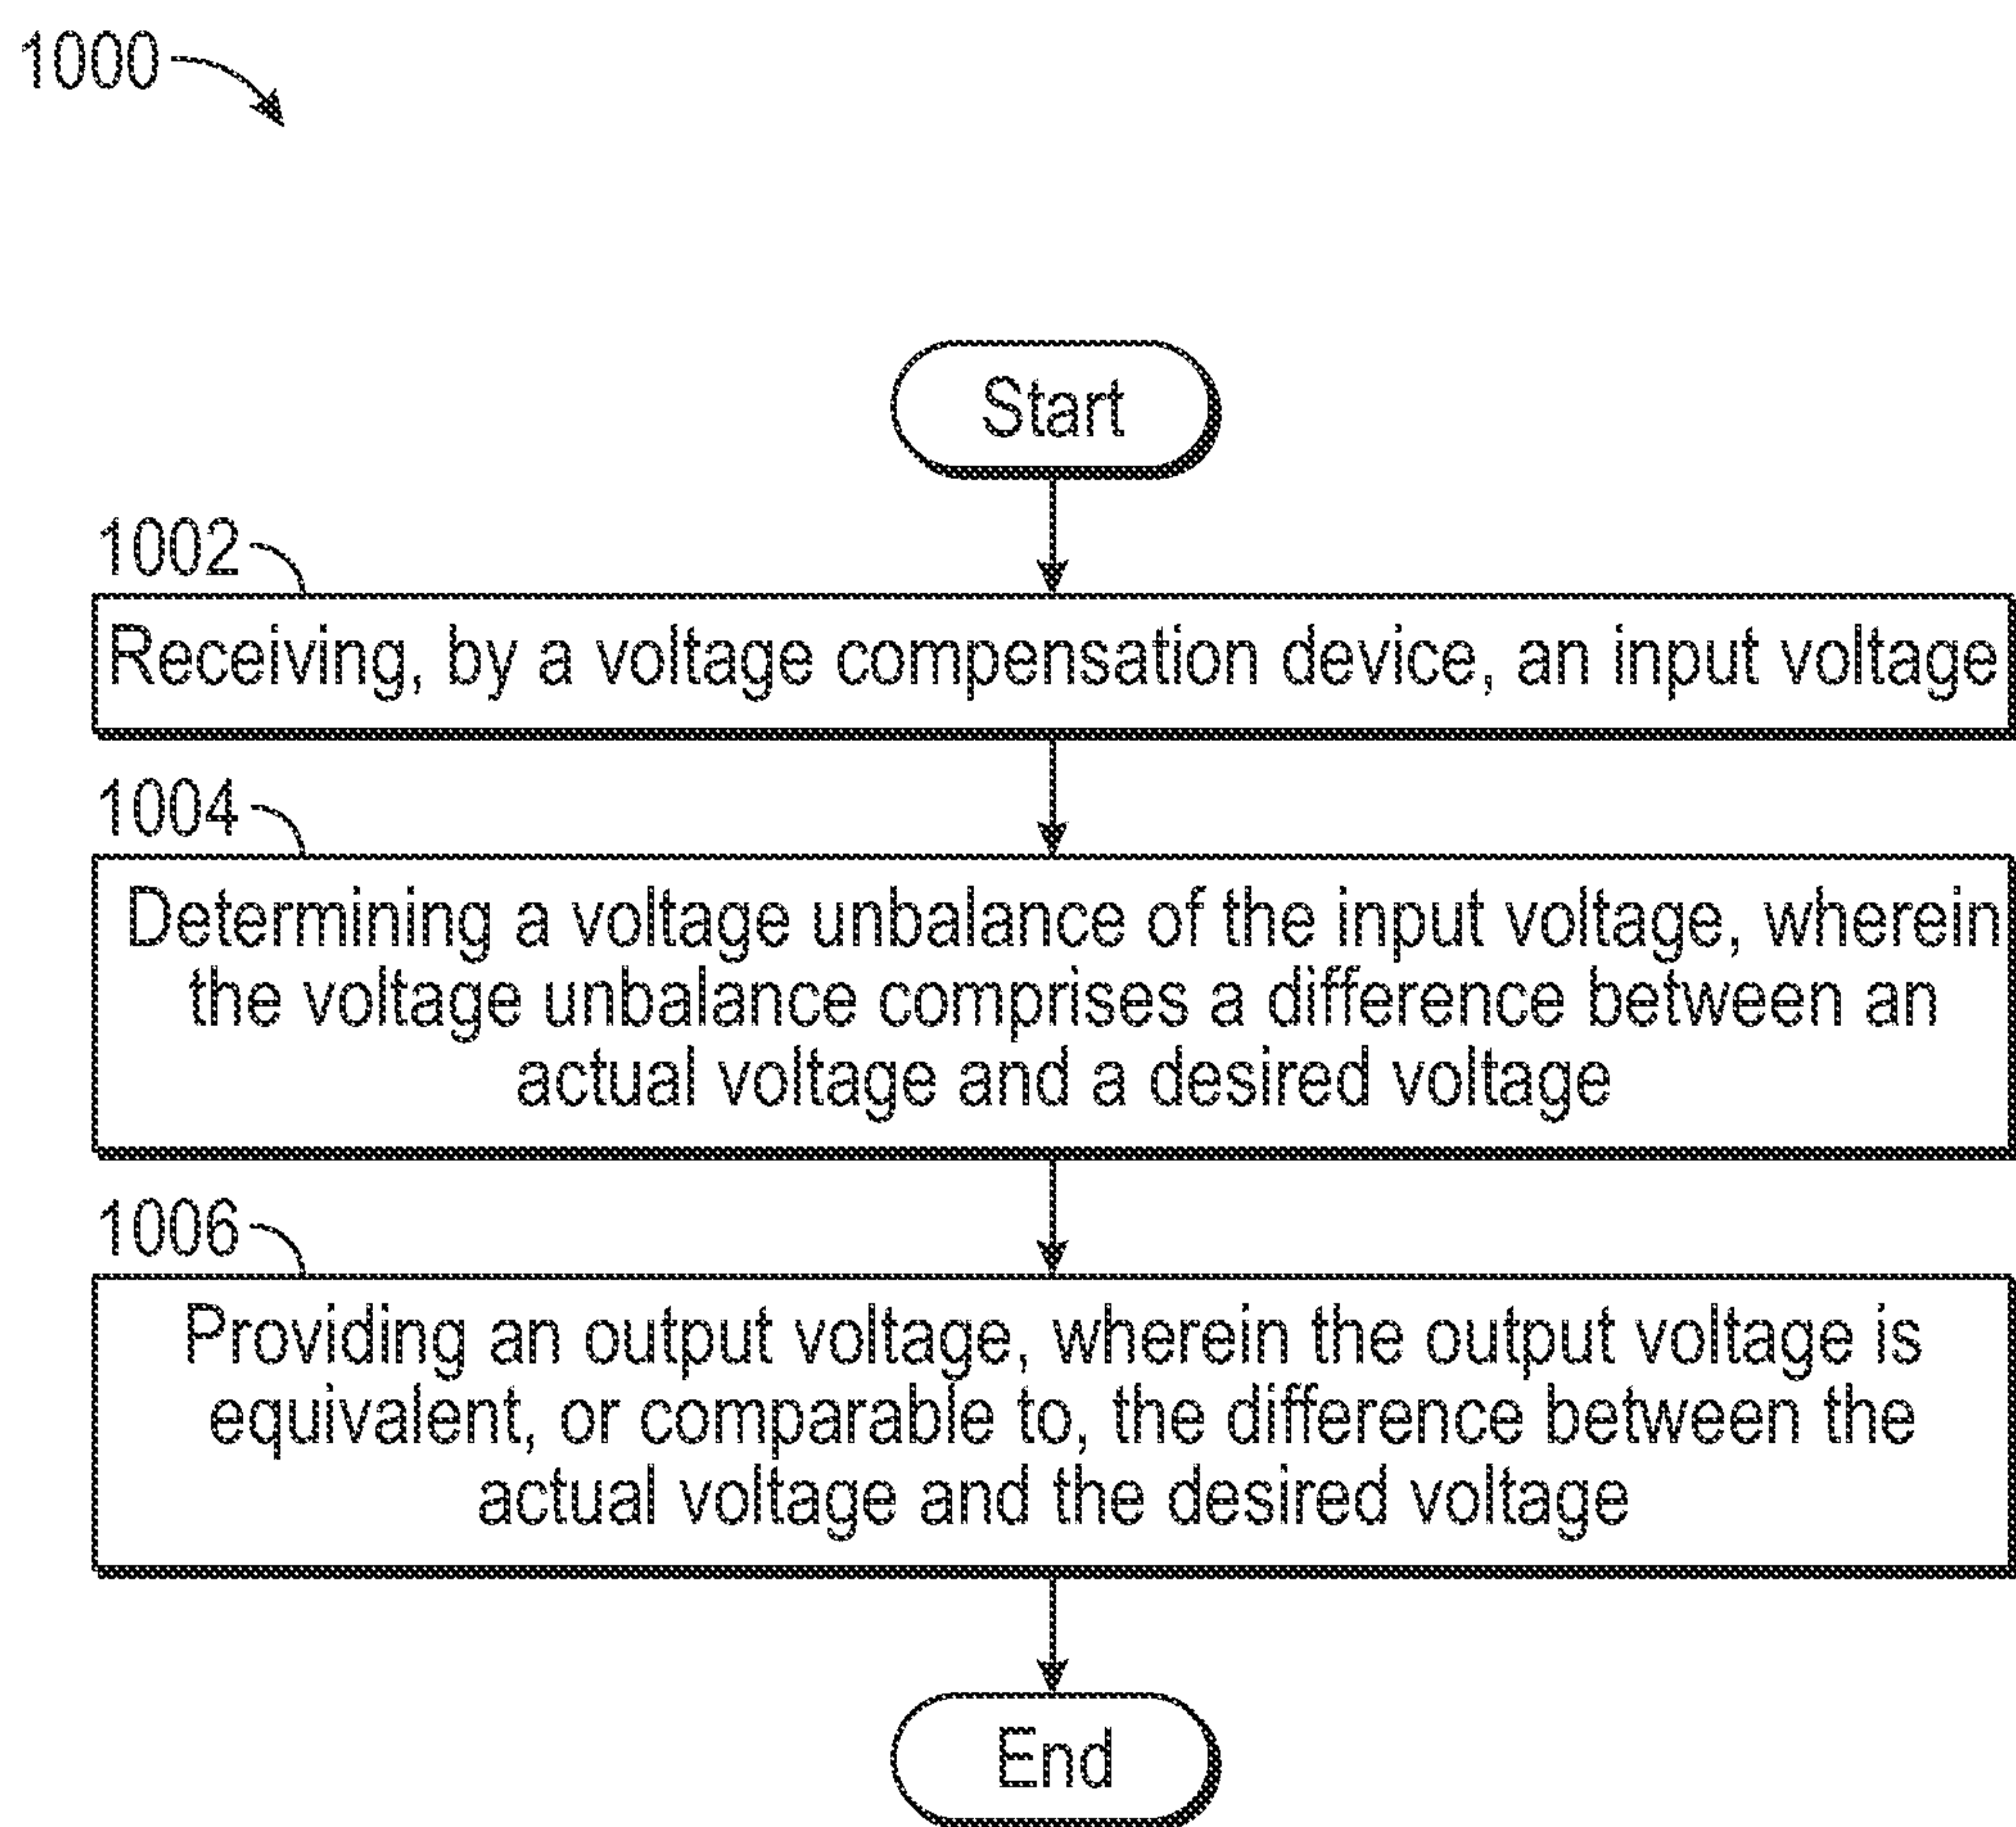 1000
Start
1002
Receiving, by a voltage compensation device, an input voltage
1004
Determining a voltage unbalance of the input voltage, wherein
the voltage unbalance comprises a difference between an
actual voltage and a desired voltage
1006
Providing an output voltage, wherein the output voltage is
equivalent, or comparable to, the difference between the
actual voltage and the desired voltage
End